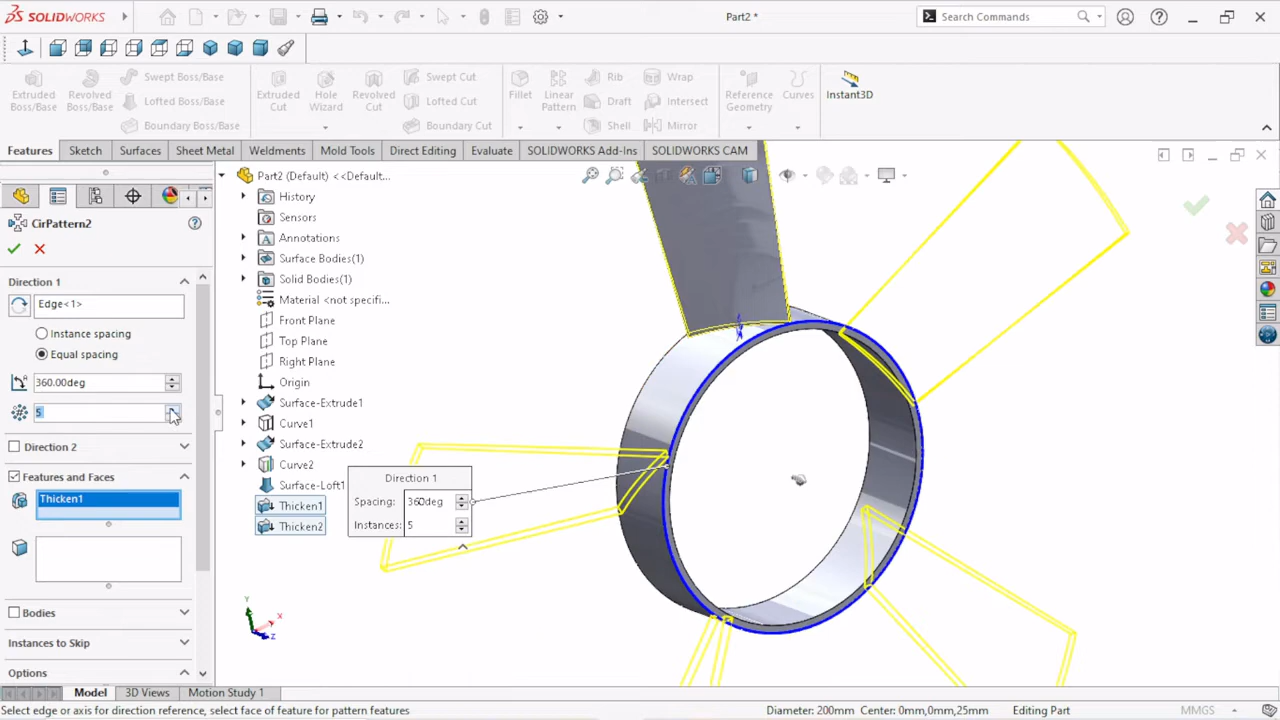 SOLIDWORKS
Part2 *
Search Commands
Extruded Boss/Base
Revolved Boss/Base
Swept Boss/Base
Lofted Boss/Base
Boundary Boss/Base
Extruded Cut
Hole Wizard
Revolved Cut
Swept Cut
Lofted Cut
Boundary Cut
Fillet
Linear Pattern
Rib
Draft
Shell
Wrap
Intersect
Mirror
Reference Geometry
Curves
Instant3D
Features
Sketch
Surfaces
Sheet Metal
Weldments
Mold Tools
Direct Editing
Evaluate
SOLIDWORKS Add-Ins
SOLIDWORKS CAM
CirPattern2
Direction 1
Edge<1>
Instance spacing
Equal spacing
360.00deg
5
Direction 2
Features and Faces
Thicken1
Bodies
Instances to Skip
Options
Part2 (Default) <<Default...
History
Sensors
Annotations
Surface Bodies(1)
Solid Bodies(1)
Material <not specifi...
Front Plane
Top Plane
Right Plane
Origin
Surface-Extrude1
Curve1
Surface-Extrude2
Curve2
Surface-Loft1
Thicken1
Thicken2
Direction 1
Spacing: 360deg
Instances: 5
Y
X
Z
Model
3D Views
Motion Study 1
Select edge or axis for direction reference, select face of feature for pattern features
Diameter: 200mm Center: 0mm,0mm,25mm
Editing Part
MMGS